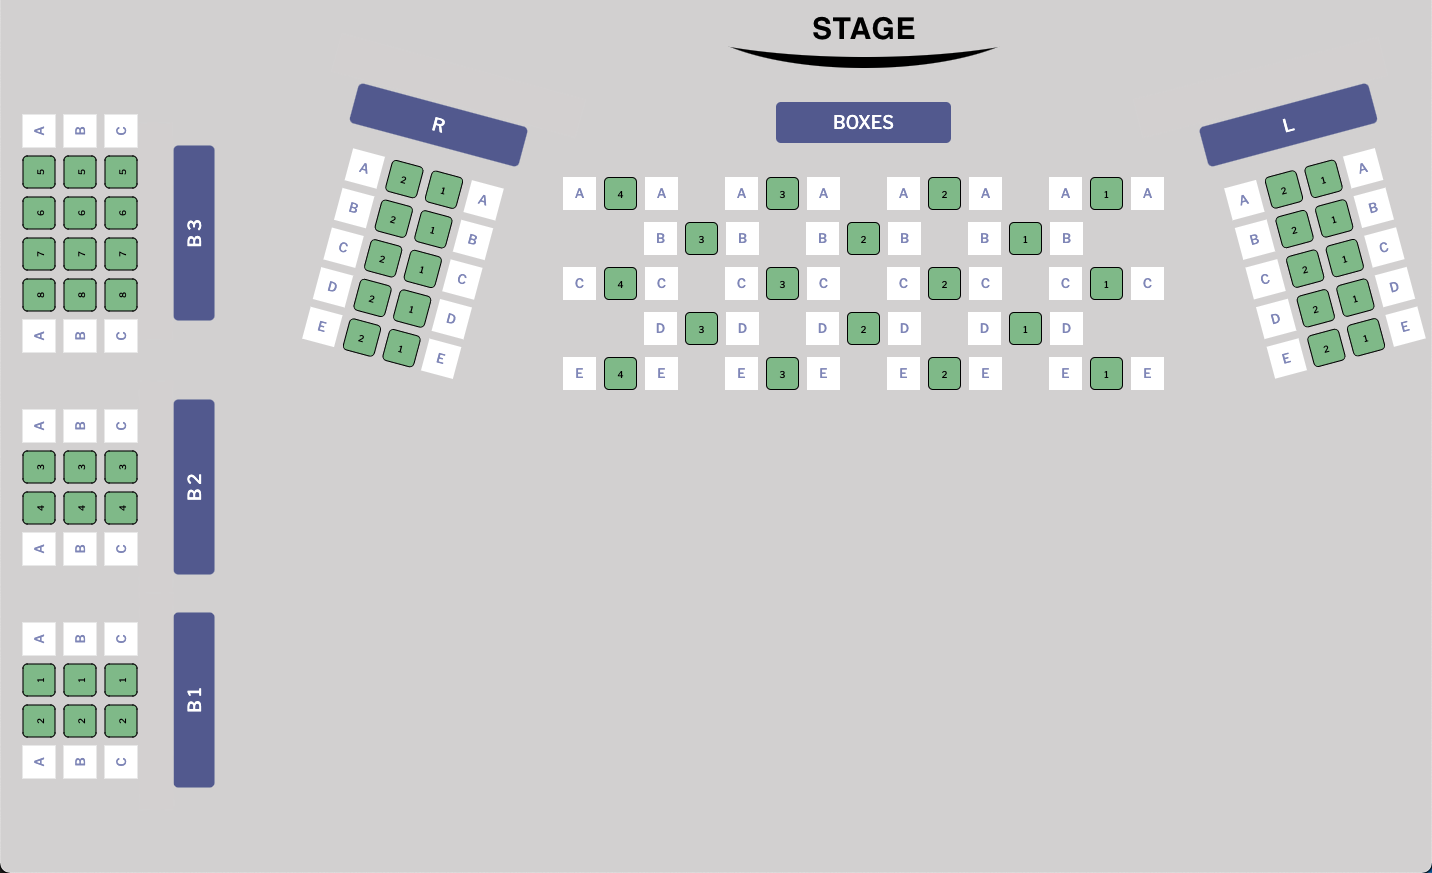 STAGE
BOXES
R
L
A 2 1 A
B 2 1 B
C 2 1 C
D 2 1 D
E 2 1 E
A 4 A A 3 A A 2 A A 1 A
B 3 B B 2 B B 1 B
C 4 C C 3 C C 2 C C 1 C
D 3 D D 2 D D 1 D
E 4 E E 3 E E 2 E E 1 E
A 2 1 A
B 2 1 B
C 2 1 C
D 2 1 D
E 2 1 E
B3
A B C
5 5 5
6 6 6
7 7 7
8 8 8
A B C
B2
A B C
3 3 3
4 4 4
A B C
B1
A B C
1 1 1
2 2 2
A B C